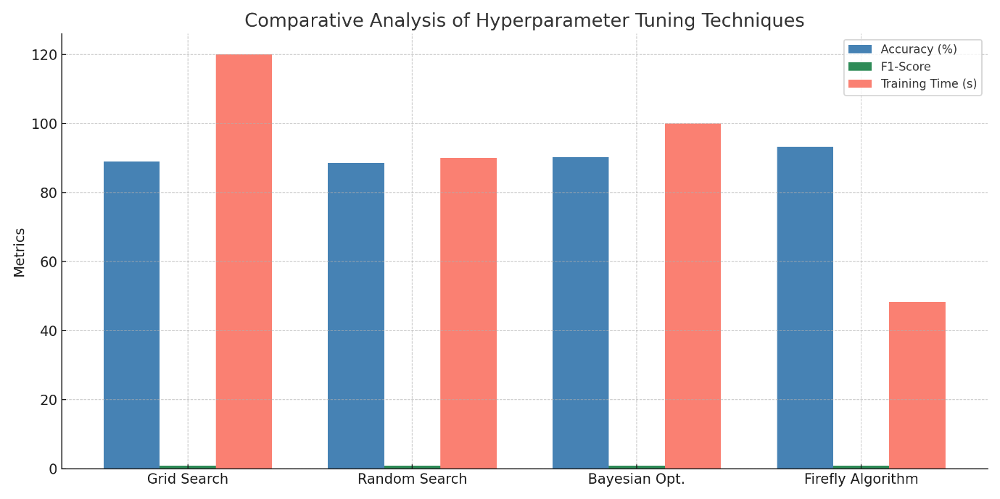 Comparative Analysis of Hyperparameter Tuning Techniques
Accuracy (%)
F1-Score
Training Time (s)
Metrics
120
100
80
60
40
20
0
Grid Search
Random Search
Bayesian Opt.
Firefly Algorithm